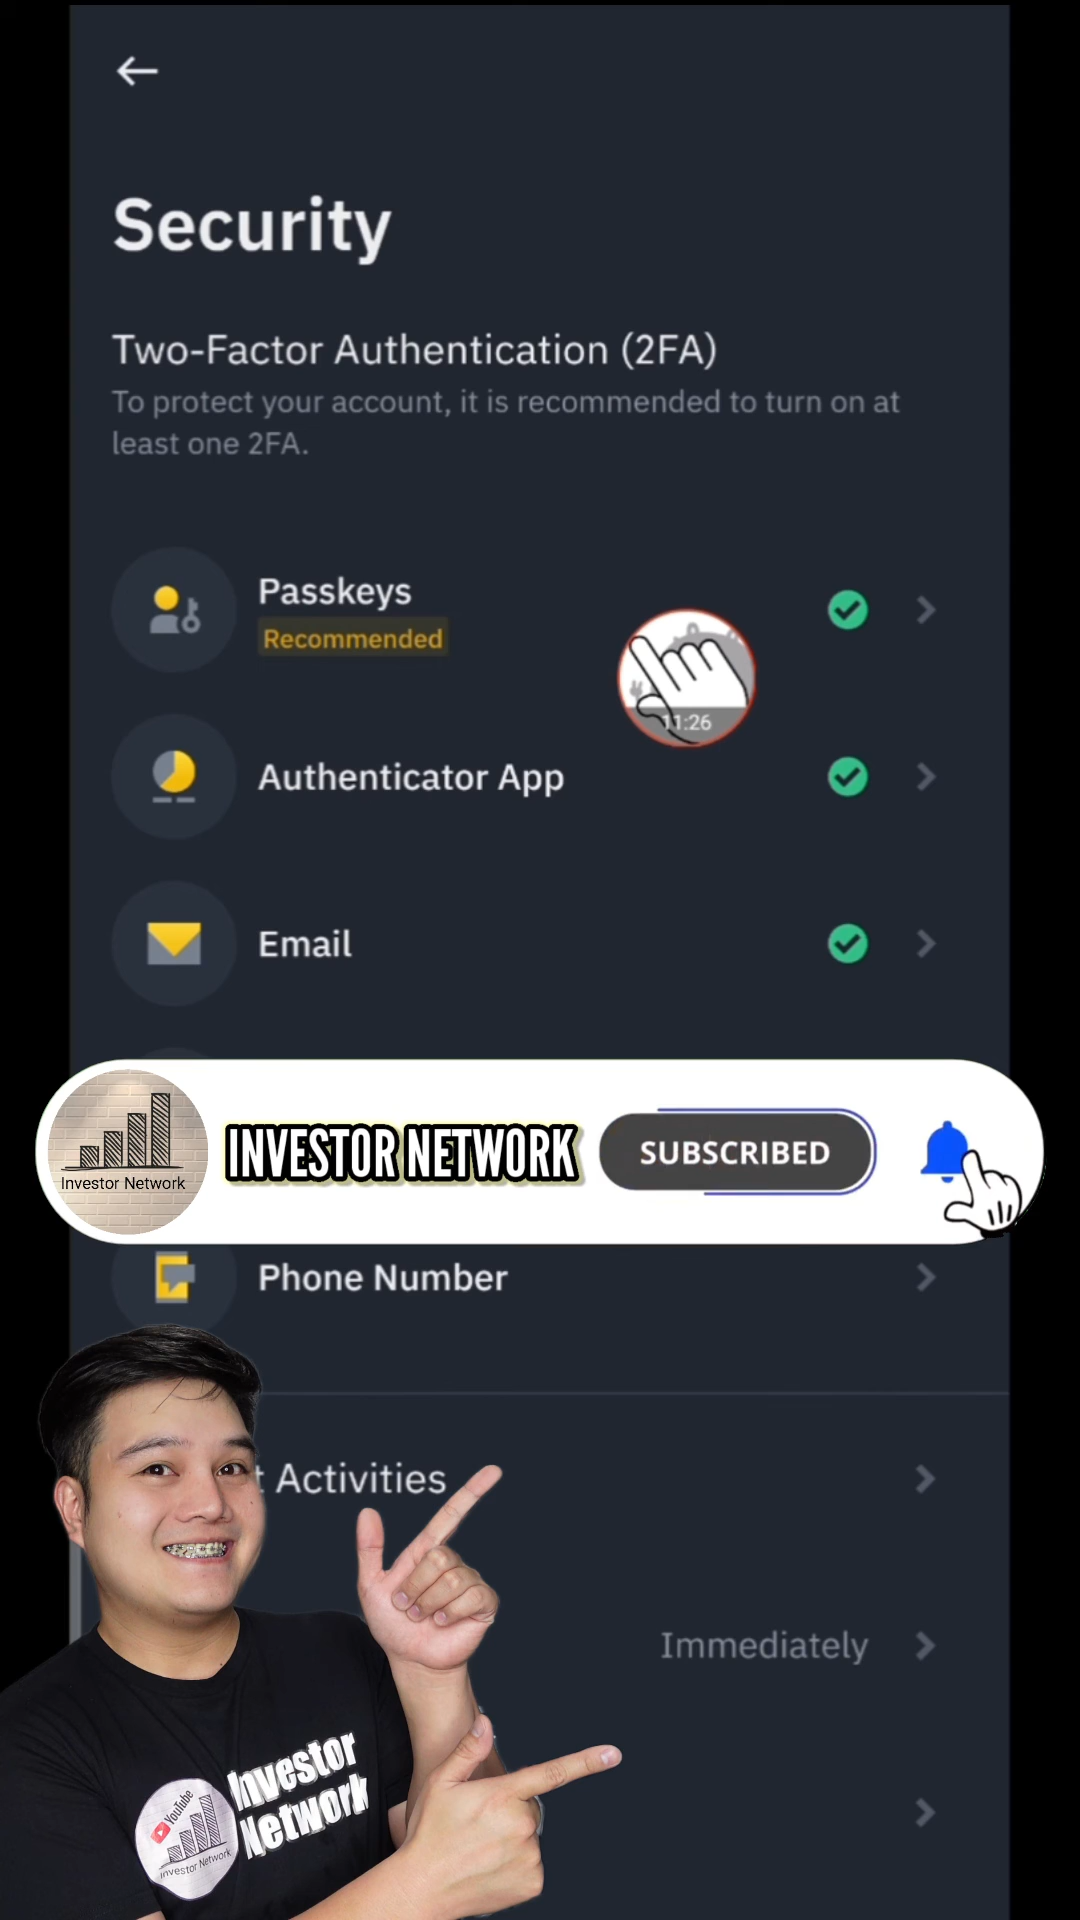 Security
Two-Factor Authentication (2FA)
To protect your account, it is recommended to turn on at
least one 2FA.
Passkeys
Recommended
11:26
Authenticator App
Email
Investor Network
INVESTOR NETWORK
SUBSCRIBED
Phone Number
t Activities
Immediately
Investor
Network
YouTube
Investor Network